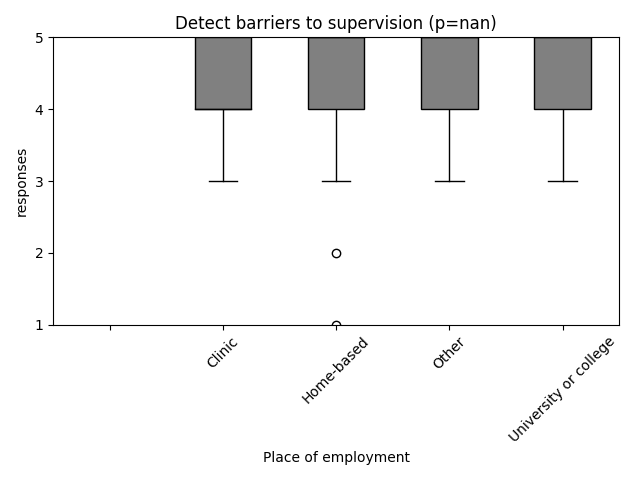 Detect barriers to supervision (p=nan)
responses
5
4
3
2
1
Clinic
Home-based
Other
University or college
Place of employment